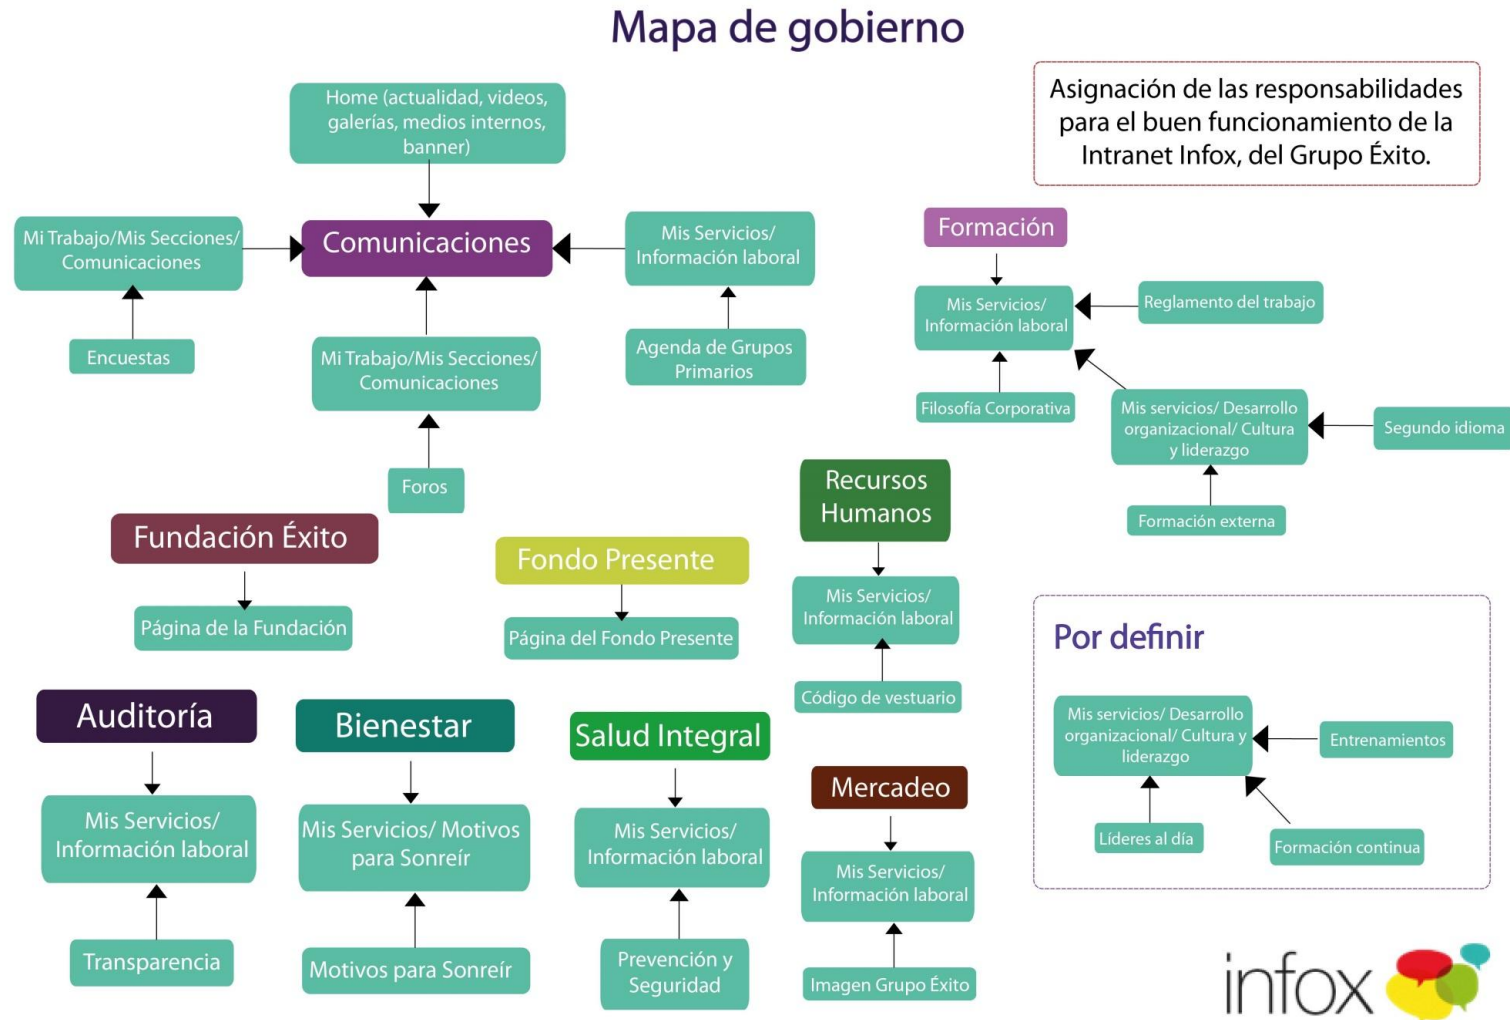 Mapa de gobierno
Home (actualidad, videos,
galerías, medios internos,
banner)
Asignación de las responsabilidades
para el buen funcionamiento de la
Intranet Infox, del Grupo Éxito.
Mi Trabajo/Mis Secciones/
Comunicaciones
Comunicaciones
Mis Servicios/
Información laboral
Encuestas
Mi Trabajo/Mis Secciones/
Comunicaciones
Agenda de Grupos
Primarios
Foros
Formación
Mis Servicios/
Información laboral
Reglamento del trabajo
Filosofía Corporativa
Mis servicios/ Desarrollo
organizacional/ Cultura
y liderazgo
Segundo idioma
Formación externa
Fundación Éxito
Página de la Fundación
Fondo Presente
Página del Fondo Presente
Recursos
Humanos
Mis Servicios/
Información laboral
Código de vestuario
Por definir
Mis servicios/ Desarrollo
organizacional/ Cultura y
liderazgo
Entrenamientos
Líderes al día
Formación continua
Auditoría
Mis Servicios/
Información laboral
Transparencia
Bienestar
Mis Servicios/ Motivos
para Sonreír
Motivos para Sonreír
Salud Integral
Mis Servicios/
Información laboral
Prevención y
Seguridad
Mercadeo
Mis Servicios/
Información laboral
Imagen Grupo Éxito
infox